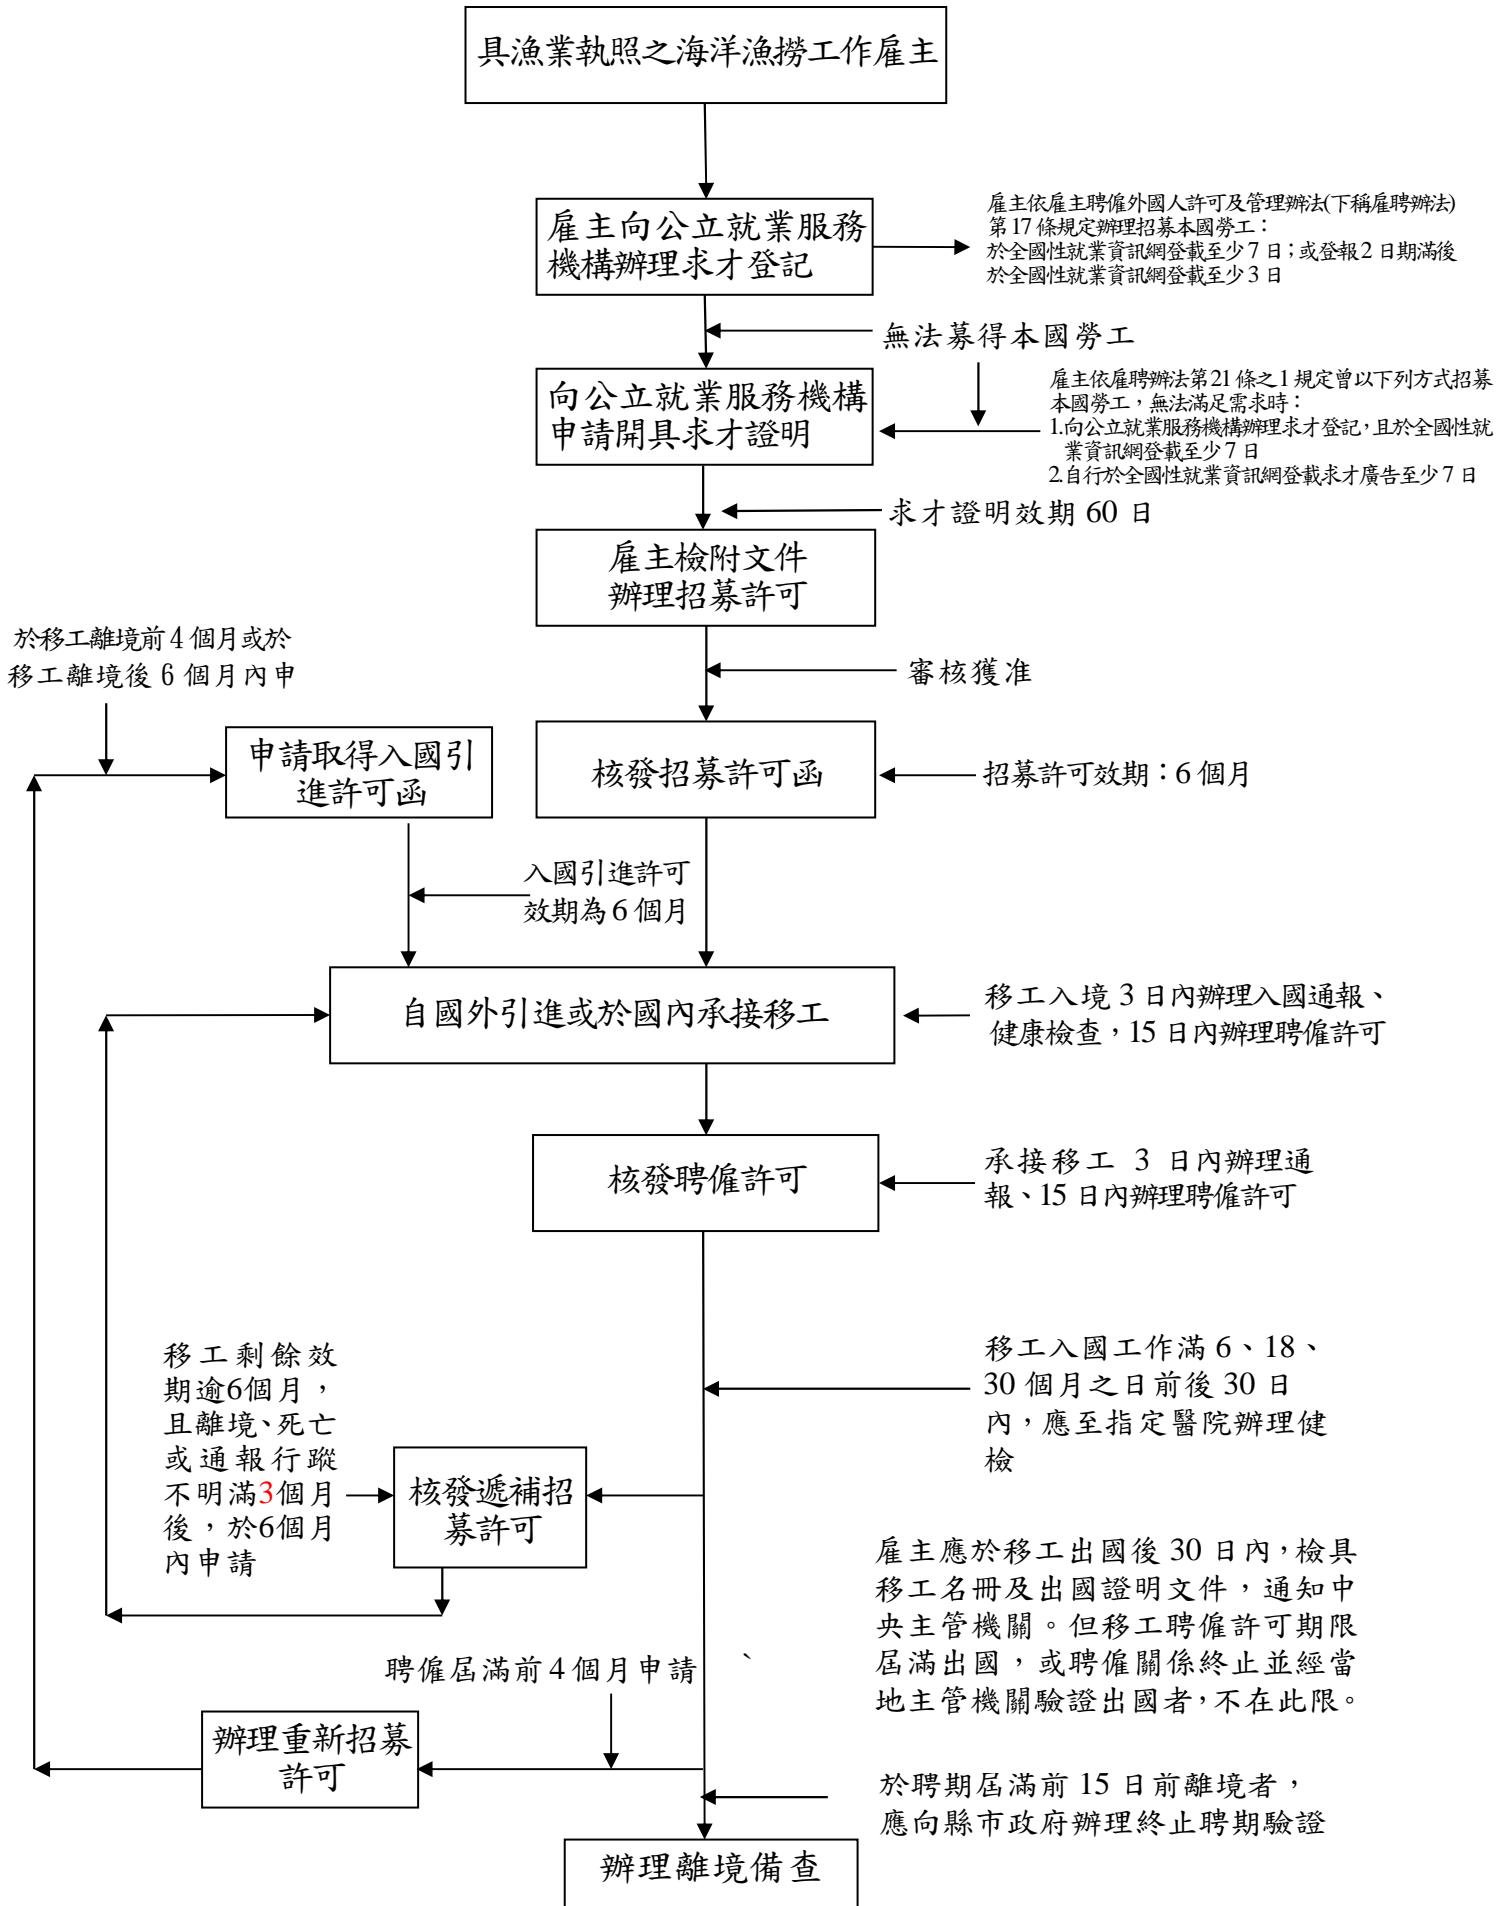 具漁業執照之海洋漁撈工作雇主
雇主向公立就業服務
機構辦理求才登記
雇主依雇主聘僱外國人許可及管理辦法(下稱雇聘辦法)
第17條規定辦理招募本國勞工：
於全國性就業資訊網登載至少7日；或登報2日期滿後
於全國性就業資訊網登載至少3日
無法募得本國勞工
向公立就業服務機構
申請開具求才證明
雇主依雇聘辦法第21條之1規定曾以下列方式招募
本國勞工，無法滿足需求時：
1.向公立就業服務機構辦理求才登記，且於全國性就
業資訊網登載至少7日
2.自行於全國性就業資訊網登載求才廣告至少7日
求才證明效期60日
雇主檢附文件
辦理招募許可
於移工離境前4個月或於
移工離境後6個月內申
審核獲准
申請取得入國引
進許可函
核發招募許可函
招募許可效期：6個月
入國引進許可
效期為6個月
自國外引進或於國內承接移工
移工入境3日內辦理入國通報、
健康檢查，15日內辦理聘僱許可
核發聘僱許可
承接移工 3 日內辦理通
報、15日內辦理聘僱許可
移工剩餘效
期逾6個月，
且離境、死亡
或通報行蹤
不明滿3個月
後，於6個月
內申請
移工入國工作滿6、18、
30個月之日前後30日
內，應至指定醫院辦理健
檢
核發遞補招
募許可
雇主應於移工出國後30日內，檢具
移工名冊及出國證明文件，通知中
央主管機關。但移工聘僱許可期限
屆滿出國，或聘僱關係終止並經當
地主管機關驗證出國者，不在此限。
聘僱屆滿前4個月申請 、
辦理重新招募
許可
於聘期屆滿前15日前離境者，
應向縣市政府辦理終止聘期驗證
辦理離境備查